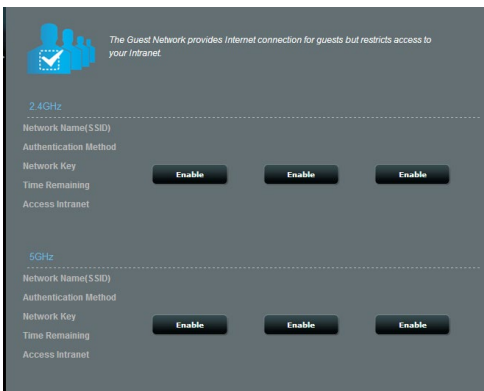 The Guest Network provides Internet connection for guests but restricts access to
your Intranet.
2.4GHz
Network Name(SSID)
Authentication Method
Network Key
Enable Enable Enable
Time Remaining
Access Intranet
5GHz
Network Name(SSID)
Authentication Method
Network Key
Enable Enable Enable
Time Remaining
Access Intranet